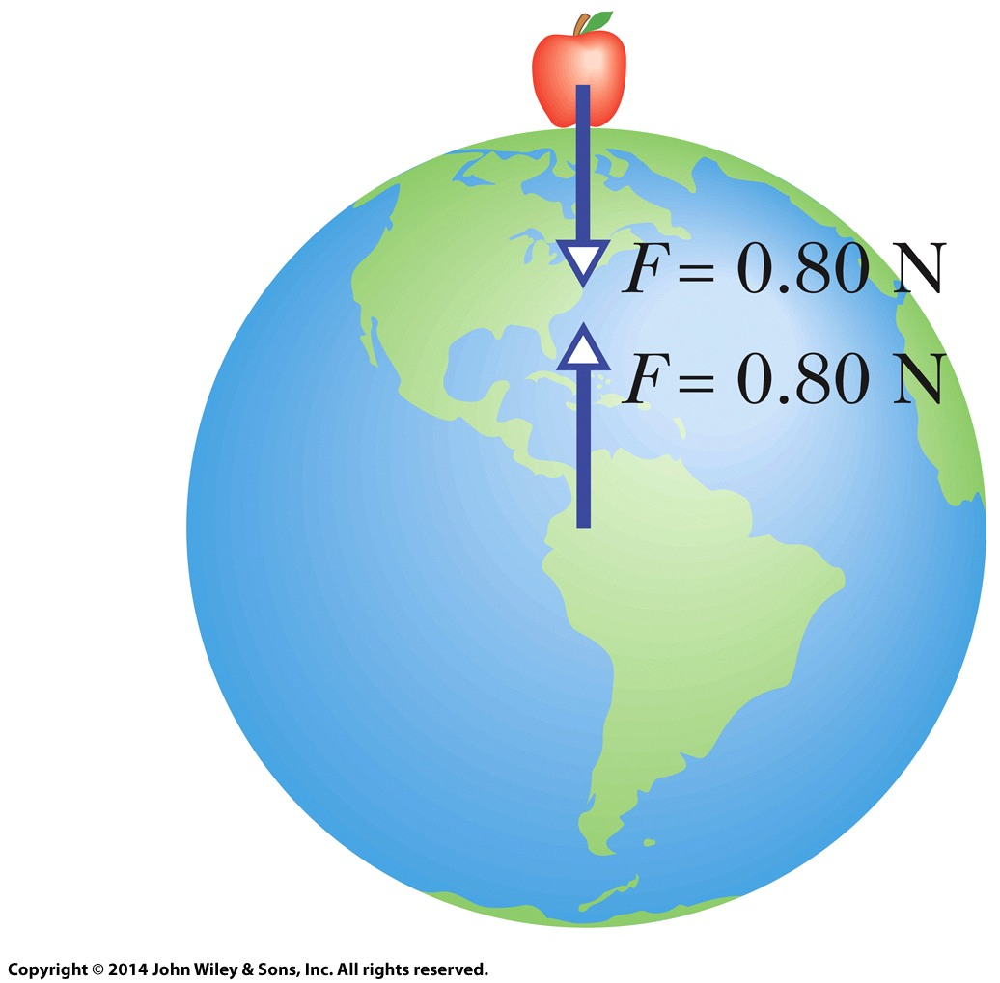 F = 0.80 N
F = 0.80 N
Copyright © 2014 John Wiley & Sons, Inc. All rights reserved.